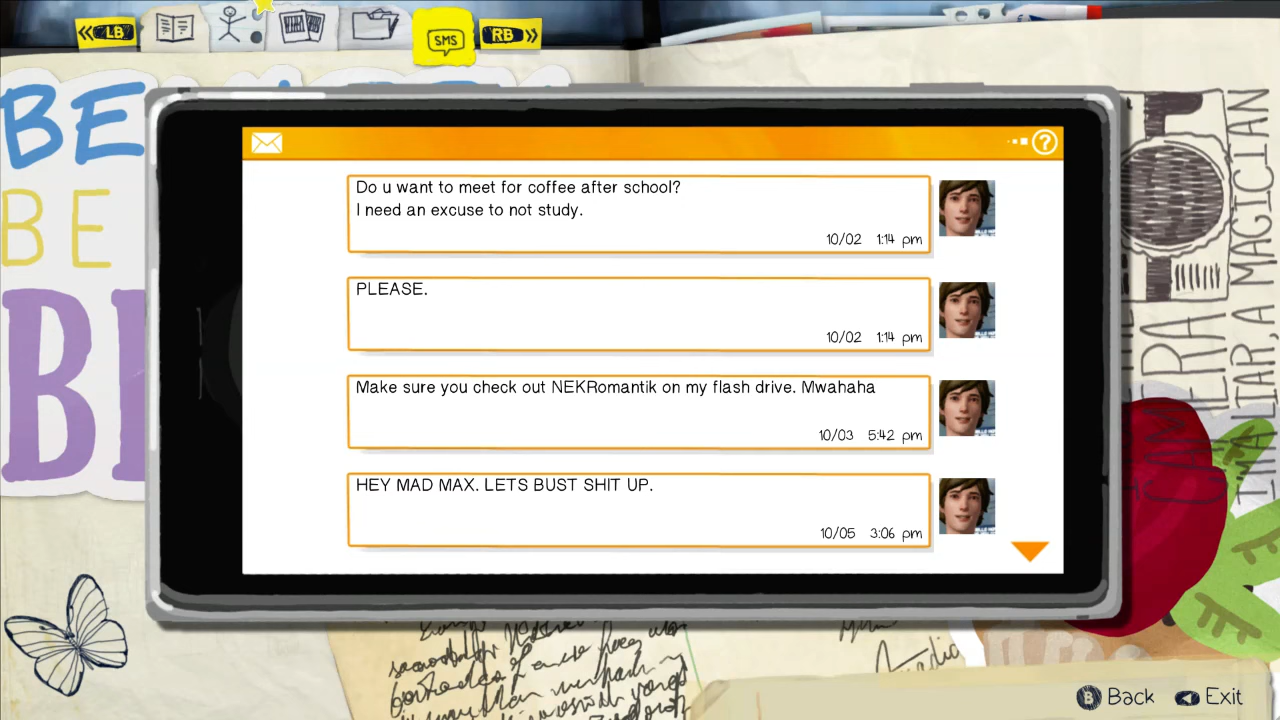 LB
SMS
RB
BE
BE
Do u want to meet for coffee after school?
I need an excuse to not study.
10/02 1:14 pm
PLEASE.
10/02 1:14 pm
Make sure you check out NEKRomantik on my flash drive. Mwahaha
10/03 5:42 pm
HEY MAD MAX. LETS BUST SHIT UP.
10/05 3:06 pm
LIAR, A MAGICIAN
B Back
Exit